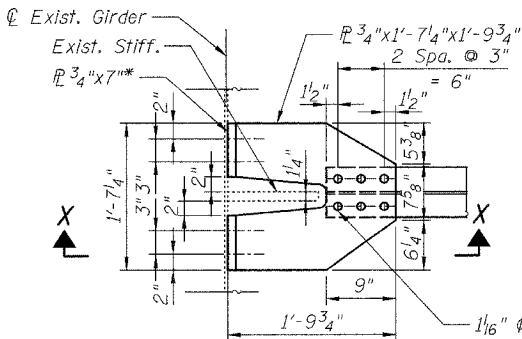 ℄ Exist. Girder
Exist. Stiff.
PL 3/4"x7"*
PL 3/4"x1'-7 1/4"x1'-9 3/4"
2 Spa. @ 3"
= 6"
1 1/2"
1 1/2"
2"
5 3/8"
1 1/4"
2"
1'-7 1/4"
3"
3"
7 5/8"
2"
X
X
6 1/4"
2"
9"
1'-9 3/4"
1 1/16" ϕ